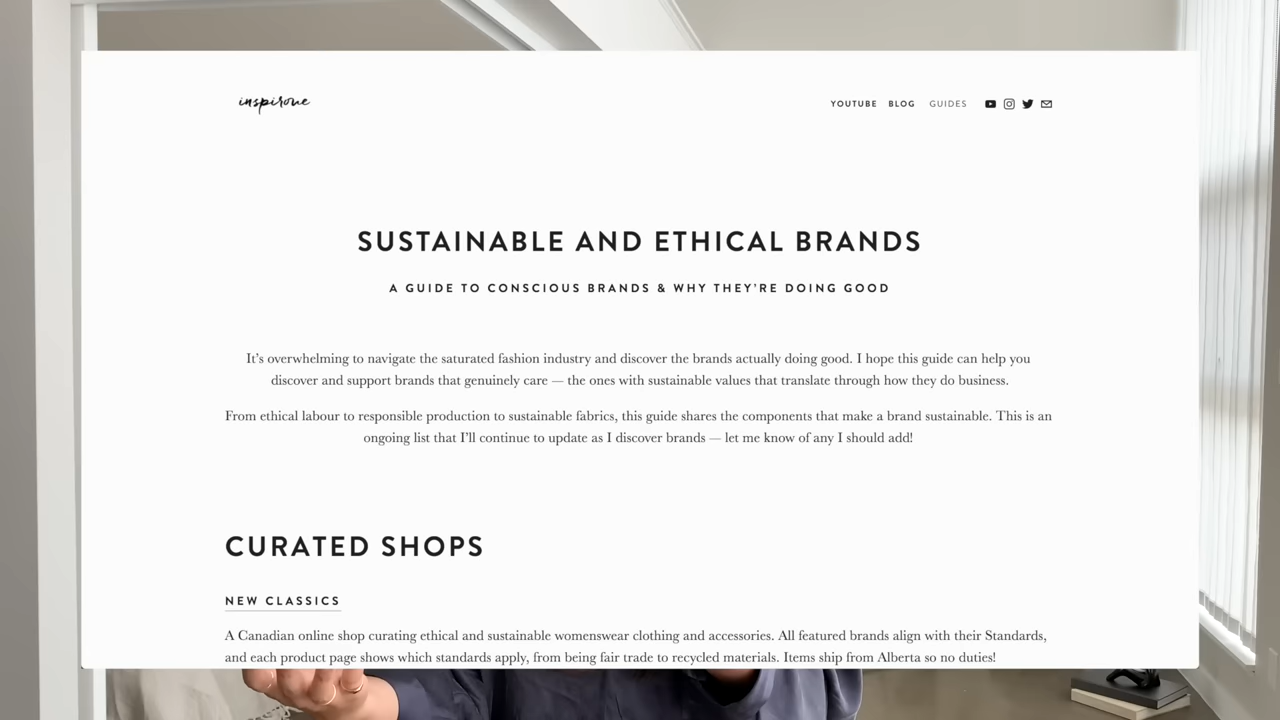 inspiroue
YOUTUBE BLOG GUIDES
SUSTAINABLE AND ETHICAL BRANDS
A GUIDE TO CONSCIOUS BRANDS & WHY THEY'RE DOING GOOD
It's overwhelming to navigate the saturated fashion industry and discover the brands actually doing good. I hope this guide can help you
discover and support brands that genuinely care — the ones with sustainable values that translate through how they do business.
From ethical labour to responsible production to sustainable fabrics, this guide shares the components that make a brand sustainable. This is an
ongoing list that I'll continue to update as I discover brands — let me know of any I should add!
CURATED SHOPS
NEW CLASSICS
A Canadian online shop curating ethical and sustainable womenswear clothing and accessories. All featured brands align with their Standards,
and each product page shows which standards apply, from being fair trade to recycled materials. Items ship from Alberta so no duties!